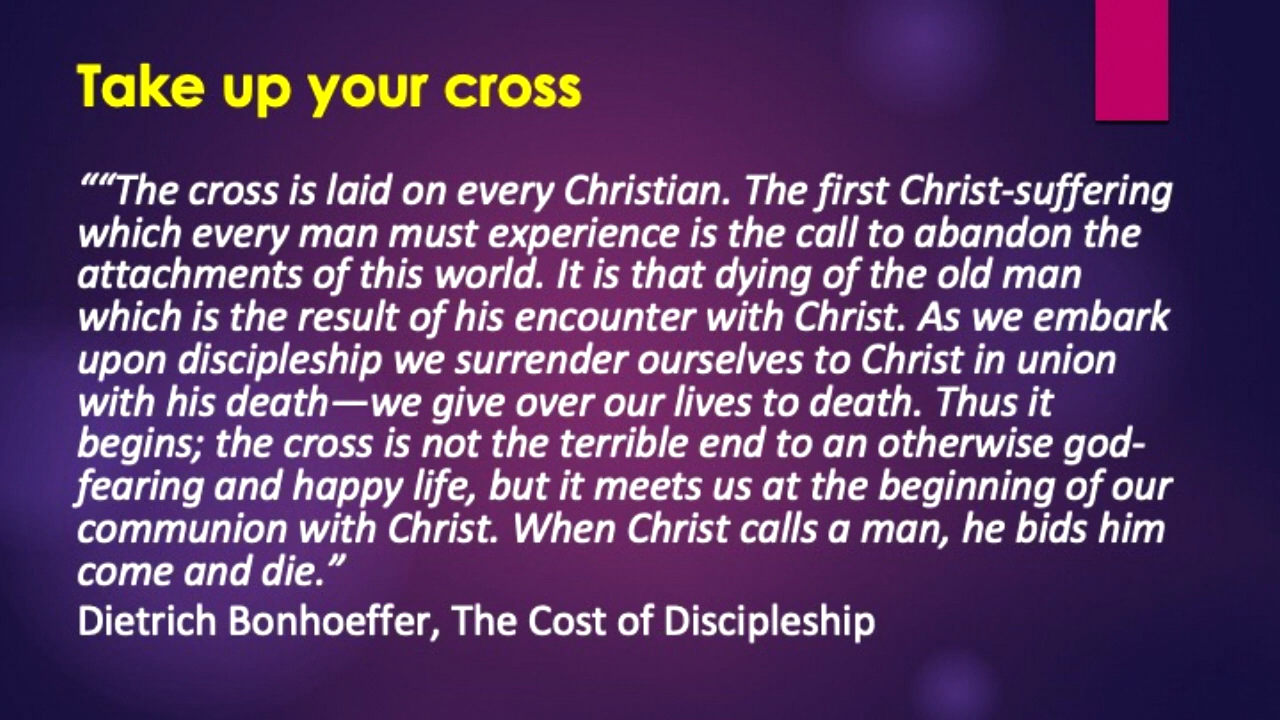 Take up your cross
““The cross is laid on every Christian. The first Christ-suffering
which every man must experience is the call to abandon the
attachments of this world. It is that dying of the old man
which is the result of his encounter with Christ. As we embark
upon discipleship we surrender ourselves to Christ in union
with his death—we give over our lives to death. Thus it
begins; the cross is not the terrible end to an otherwise god-
fearing and happy life, but it meets us at the beginning of our
communion with Christ. When Christ calls a man, he bids him
come and die.”
Dietrich Bonhoeffer, The Cost of Discipleship